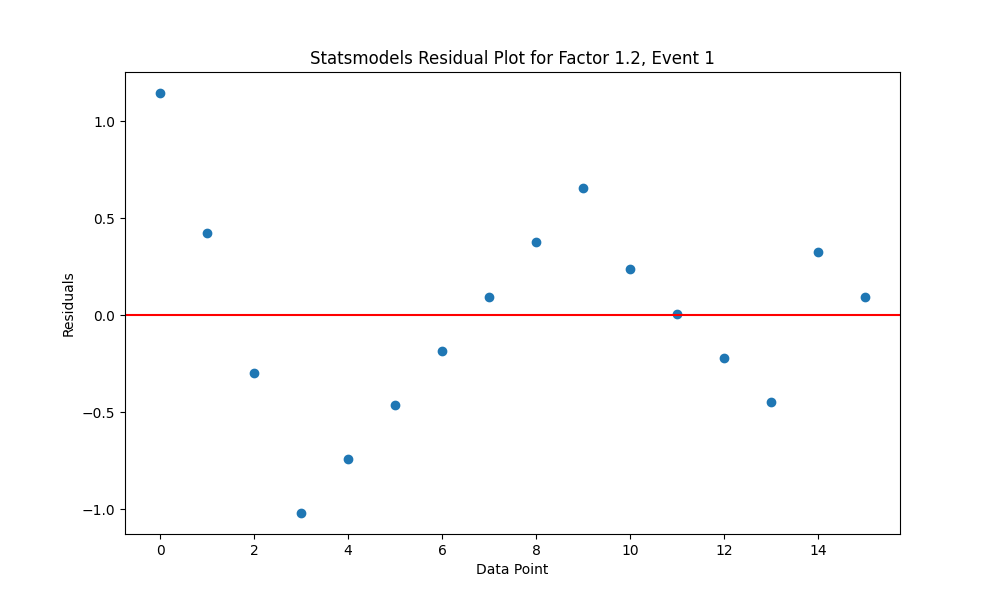 Statsmodels Residual Plot for Factor 1.2, Event 1
1.0
0.5
0.0
−0.5
−1.0
Residuals
0 2 4 6 8 10 12 14
Data Point